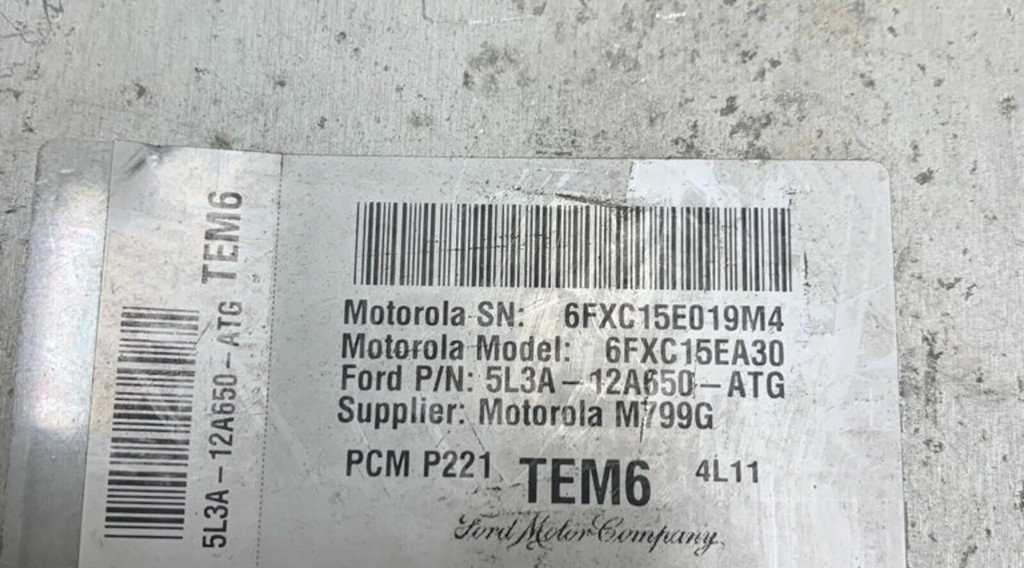 5L3A-12A650-ATG TEM6
Motorola SN: 6FXC15E019M4
Motorola Model: 6FXC15EA30
Ford P/N: 5L3A-12A650-ATG
Supplier: Motorola M799G
PCM P221 TEM6 4L11
Ford Motor Company